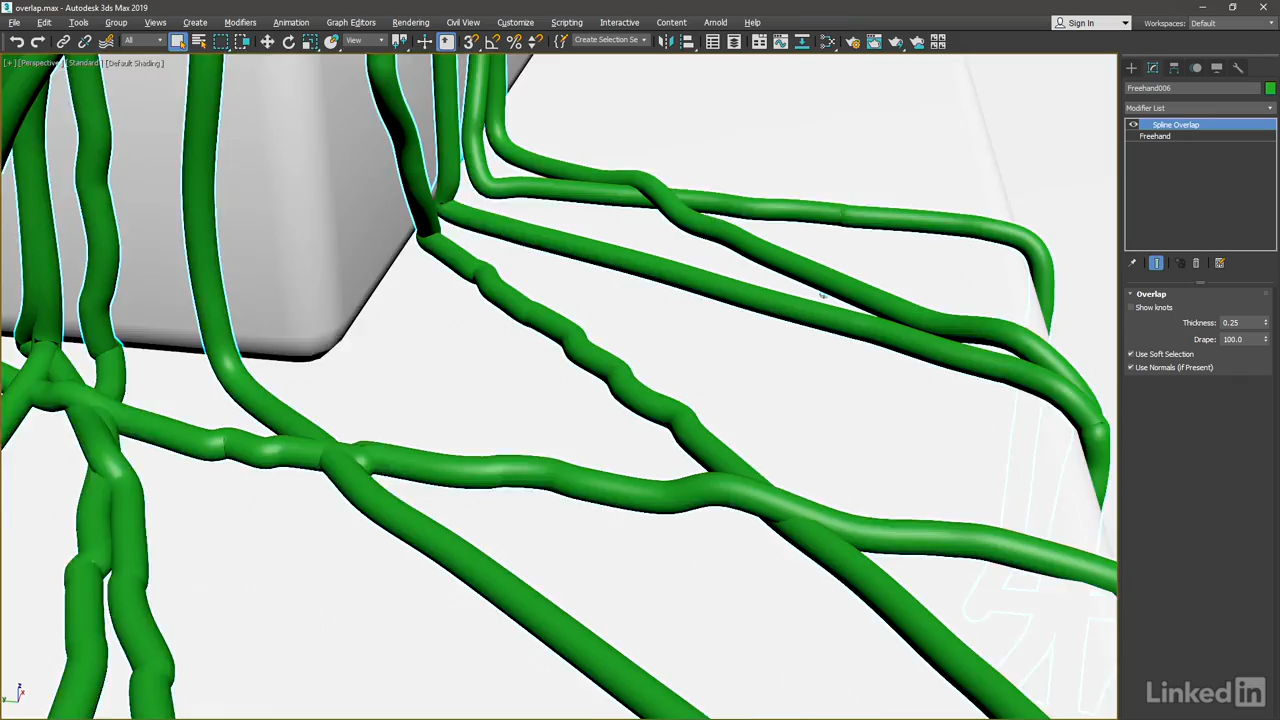 overlap.max - Autodesk 3ds Max 2019
File Edit Tools Group Views Create Modifiers Animation Graph Editors Rendering Civil View Customize Scripting Interactive Content Arnold Help
Sign In Workspaces: Default
All View Create Selection Se
[+] [Perspective] [Standard] [Default Shading]
Freehand006
Modifier List
Spline Overlap
Freehand
Overlap
Show knots
Thickness: 0.25
Drape: 100.0
Use Soft Selection
Use Normals (if Present)
z
x
y
Linked in